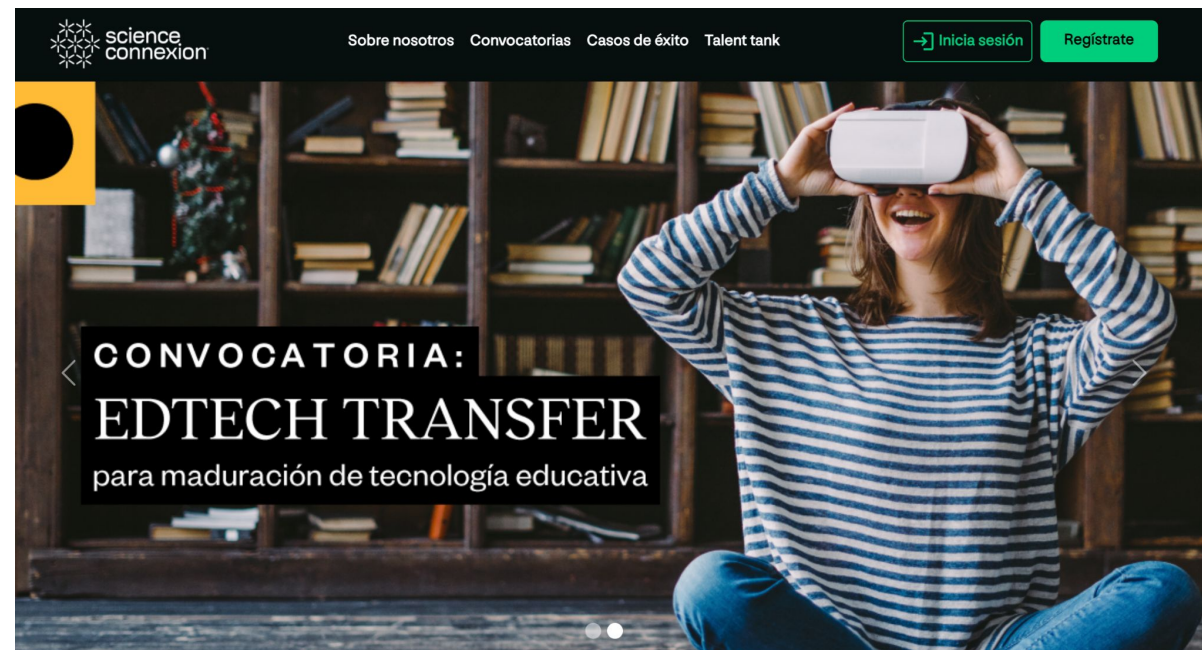 science
connexion
Sobre nosotros Convocatorias Casos de éxito Talent tank
Inicia sesión
Regístrate
CONVOCATORIA:
EDTECH TRANSFER
para maduración de tecnología educativa